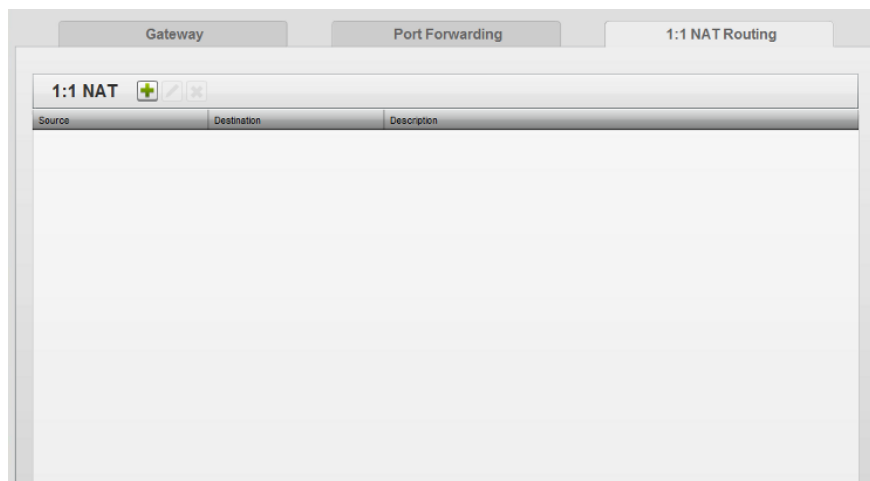 Gateway Port Forwarding 1:1 NAT Routing
1:1 NAT
Source Destination Description